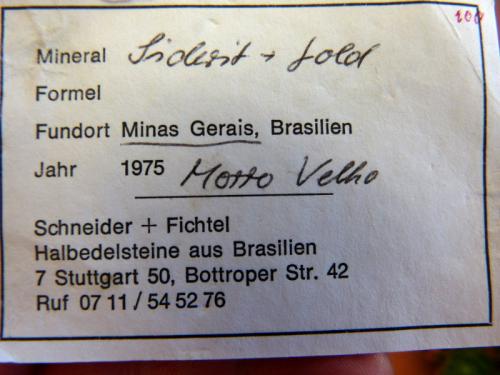 100
Mineral Siderit + Gold
Formel
Fundort Minas Gerais, Brasilien
Jahr 1975 Morro Velho
Schneider + Fichtel
Halbedelsteine aus Brasilien
7 Stuttgart 50, Bottroper Str. 42
Ruf 07 11 / 54 52 76